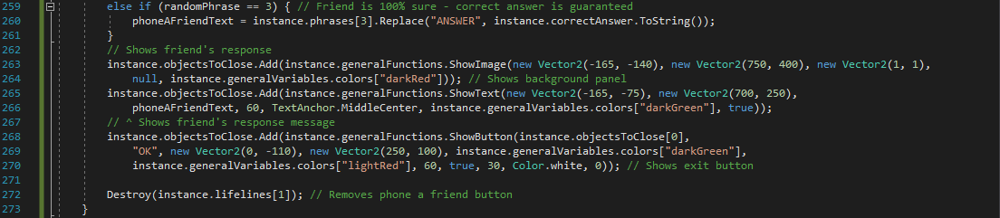 259 else if (randomPhrase == 3) { // Friend is 100% sure - correct answer is guaranteed
260 phoneAFriendText = instance.phrases[3].Replace("ANSWER", instance.correctAnswer.ToString());
261 }
262 // Shows friend's response
263 instance.objectsToClose.Add(instance.generalFunctions.ShowImage(new Vector2(-165, -140), new Vector2(750, 400), new Vector2(1, 1),
264 null, instance.generalVariables.colors["darkRed"])); // Shows background panel
265 instance.objectsToClose.Add(instance.generalFunctions.ShowText(new Vector2(-165, -75), new Vector2(700, 250),
266 phoneAFriendText, 60, TextAnchor.MiddleCenter, instance.generalVariables.colors["darkGreen"], true));
267 // ^ Shows friend's response message
268 instance.objectsToClose.Add(instance.generalFunctions.ShowButton(instance.objectsToClose[0],
269 "OK", new Vector2(0, -110), new Vector2(250, 100), instance.generalVariables.colors["darkGreen"],
270 instance.generalVariables.colors["lightRed"], 60, true, 30, Color.white, 0)); // Shows exit button
271
272 Destroy(instance.lifelines[1]); // Removes phone a friend button
273 }